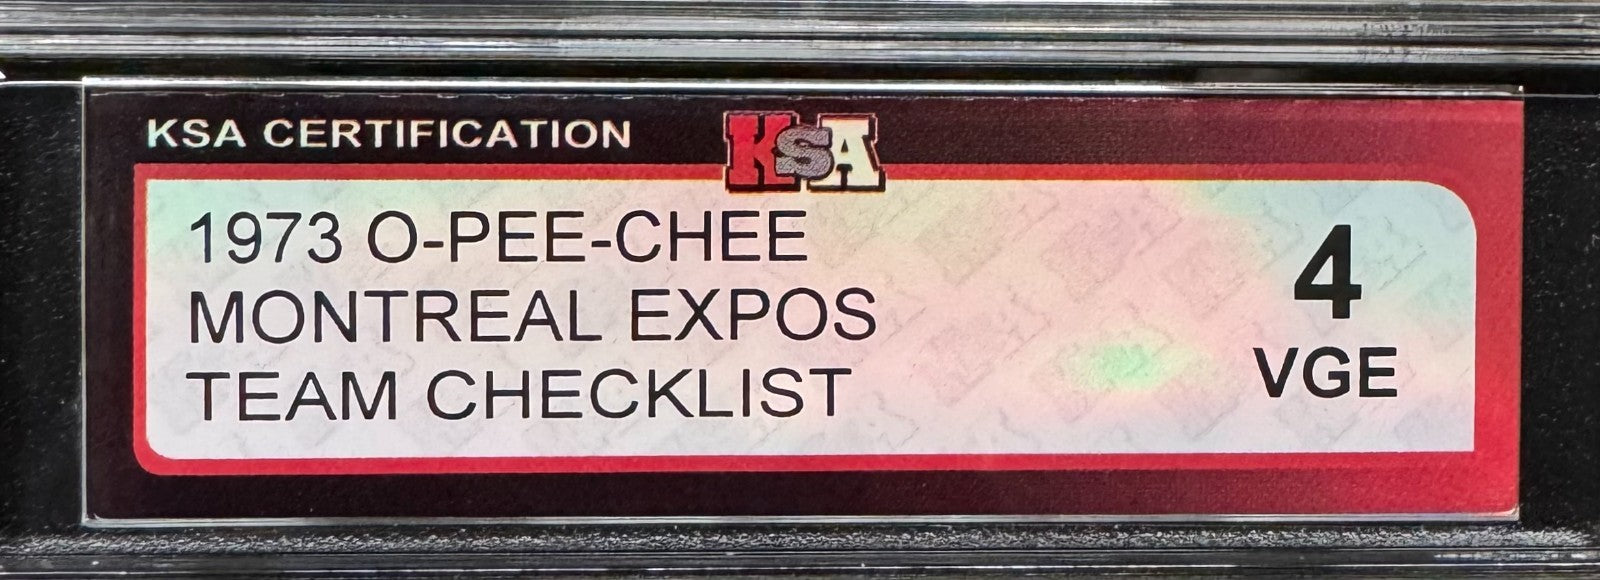 KSA CERTIFICATION
KSA
1973 O-PEE-CHEE
MONTREAL EXPOS
TEAM CHECKLIST
4
VGE